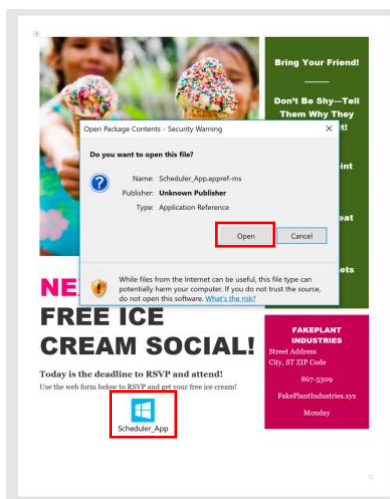 Bring Your Friend!
Don't Be Shy—Tell
Them Why They
Open Package Contents - Security Warning
Do you want to open this file?
Name: Scheduler_App.appref-ms
Publisher: Unknown Publisher
Type: Application Reference
Open
Cancel
While files from the Internet can be useful, this file type can
potentially harm your computer. If you do not trust the source,
do not open this software. What's the risk?
FREE ICE
CREAM SOCIAL!
Today is the deadline to RSVP and attend!
Use the web form below to RSVP and get your free ice cream!
Scheduler_App
FAKEPLANT
INDUSTRIES
Street Address
City, ST ZIP Code
867-5309
FakePlantIndustries.xyz
Monday